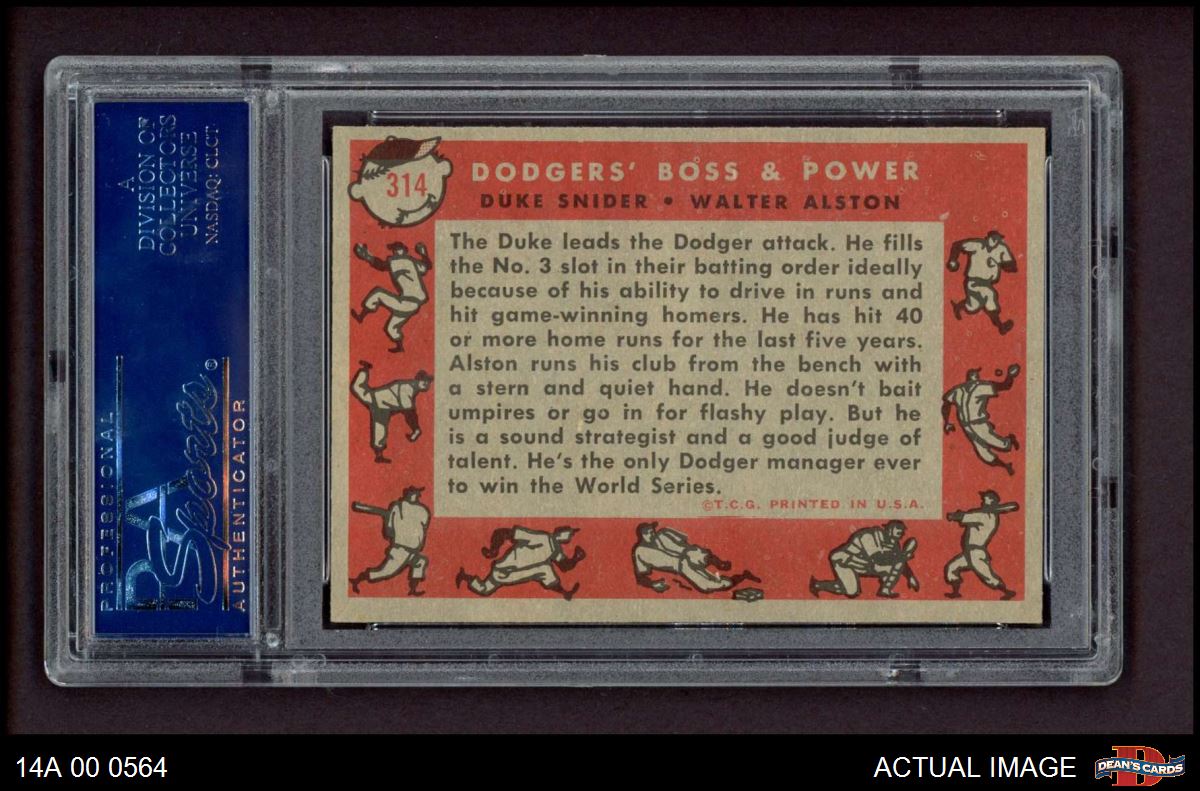 A
DIVISION OF
COLLECTORS
UNIVERSE
NASDAQ: CLCT
PROFESSIONAL
PSA
Sports®
AUTHENTICATOR
314
DODGERS' BOSS & POWER
DUKE SNIDER • WALTER ALSTON
The Duke leads the Dodger attack. He fills
the No. 3 slot in their batting order ideally
because of his ability to drive in runs and
hit game-winning homers. He has hit 40
or more home runs for the last five years.
Alston runs his club from the bench with
a stern and quiet hand. He doesn't bait
umpires or go in for flashy play. But he
is a sound strategist and a good judge of
talent. He's the only Dodger manager ever
to win the World Series.
©T.C.G. PRINTED IN U.S.A.
14A 00 0564
ACTUAL IMAGE
D
DEAN'S CARDS